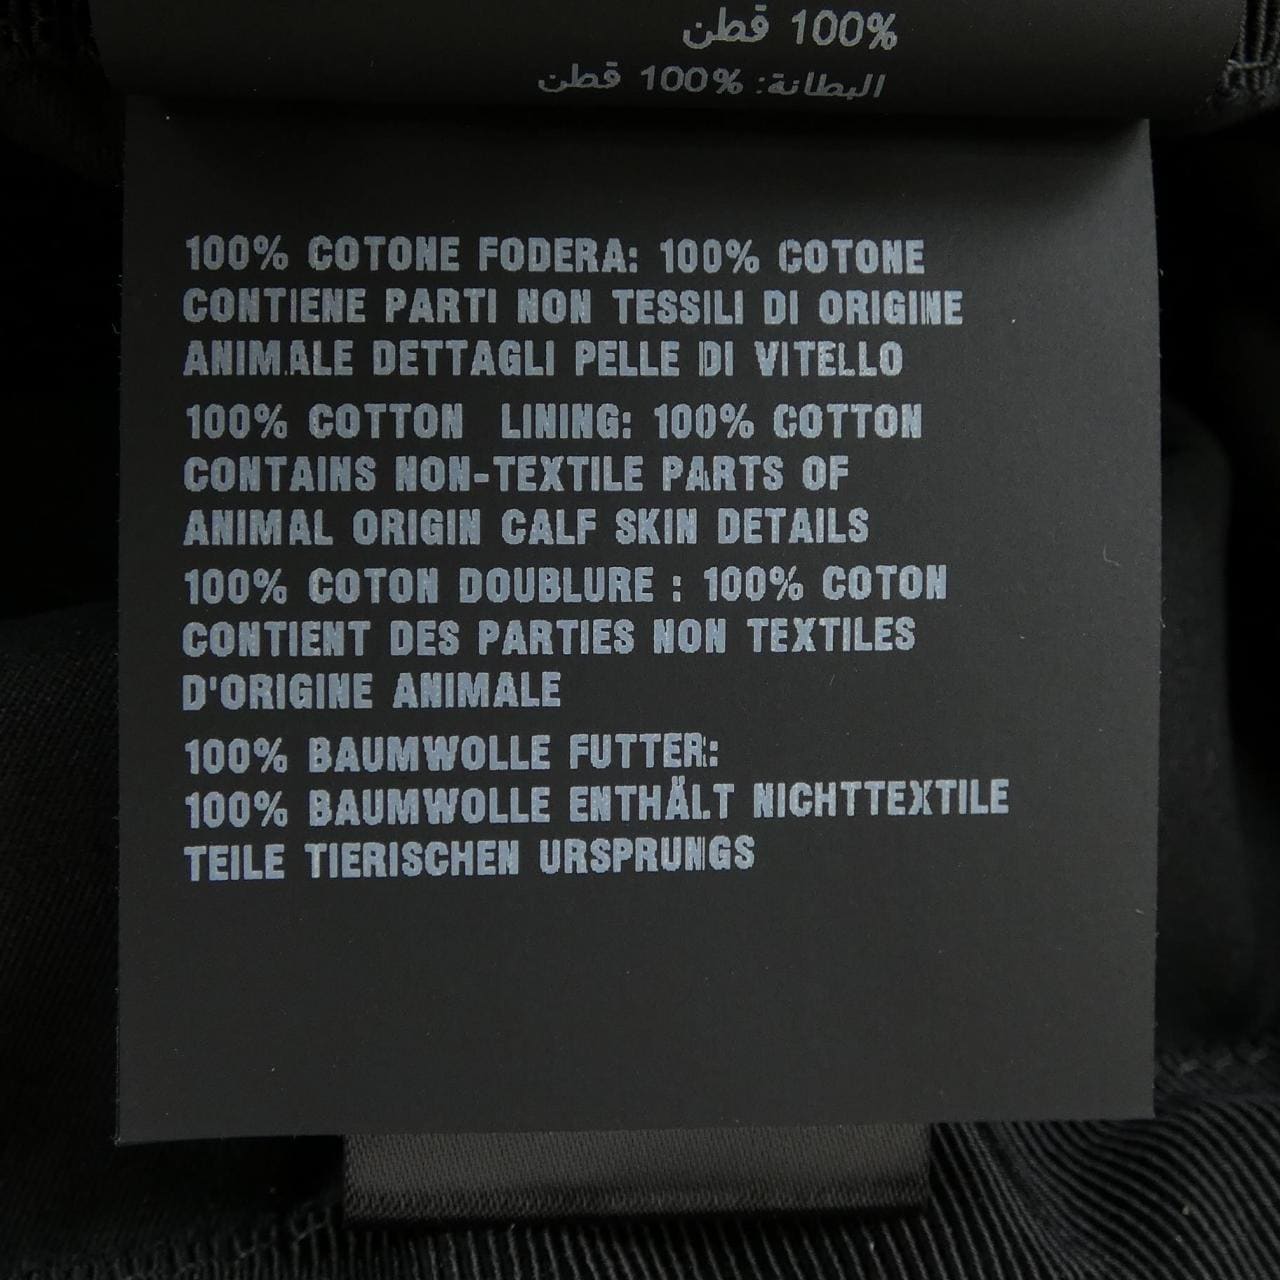 100% قطن
البطانة: 100% قطن
100% COTONE FODERA: 100% COTONE
CONTIENE PARTI NON TESSILI DI ORIGINE
ANIMALE DETTAGLI PELLE DI VITELLO
100% COTTON LINING: 100% COTTON
CONTAINS NON-TEXTILE PARTS OF
ANIMAL ORIGIN CALF SKIN DETAILS
100% COTON DOUBLURE : 100% COTON
CONTIENT DES PARTIES NON TEXTILES
D'ORIGINE ANIMALE
100% BAUMWOLLE FUTTER:
100% BAUMWOLLE ENTHÄLT NICHTTEXTILE
TEILE TIERISCHEN URSPRUNGS